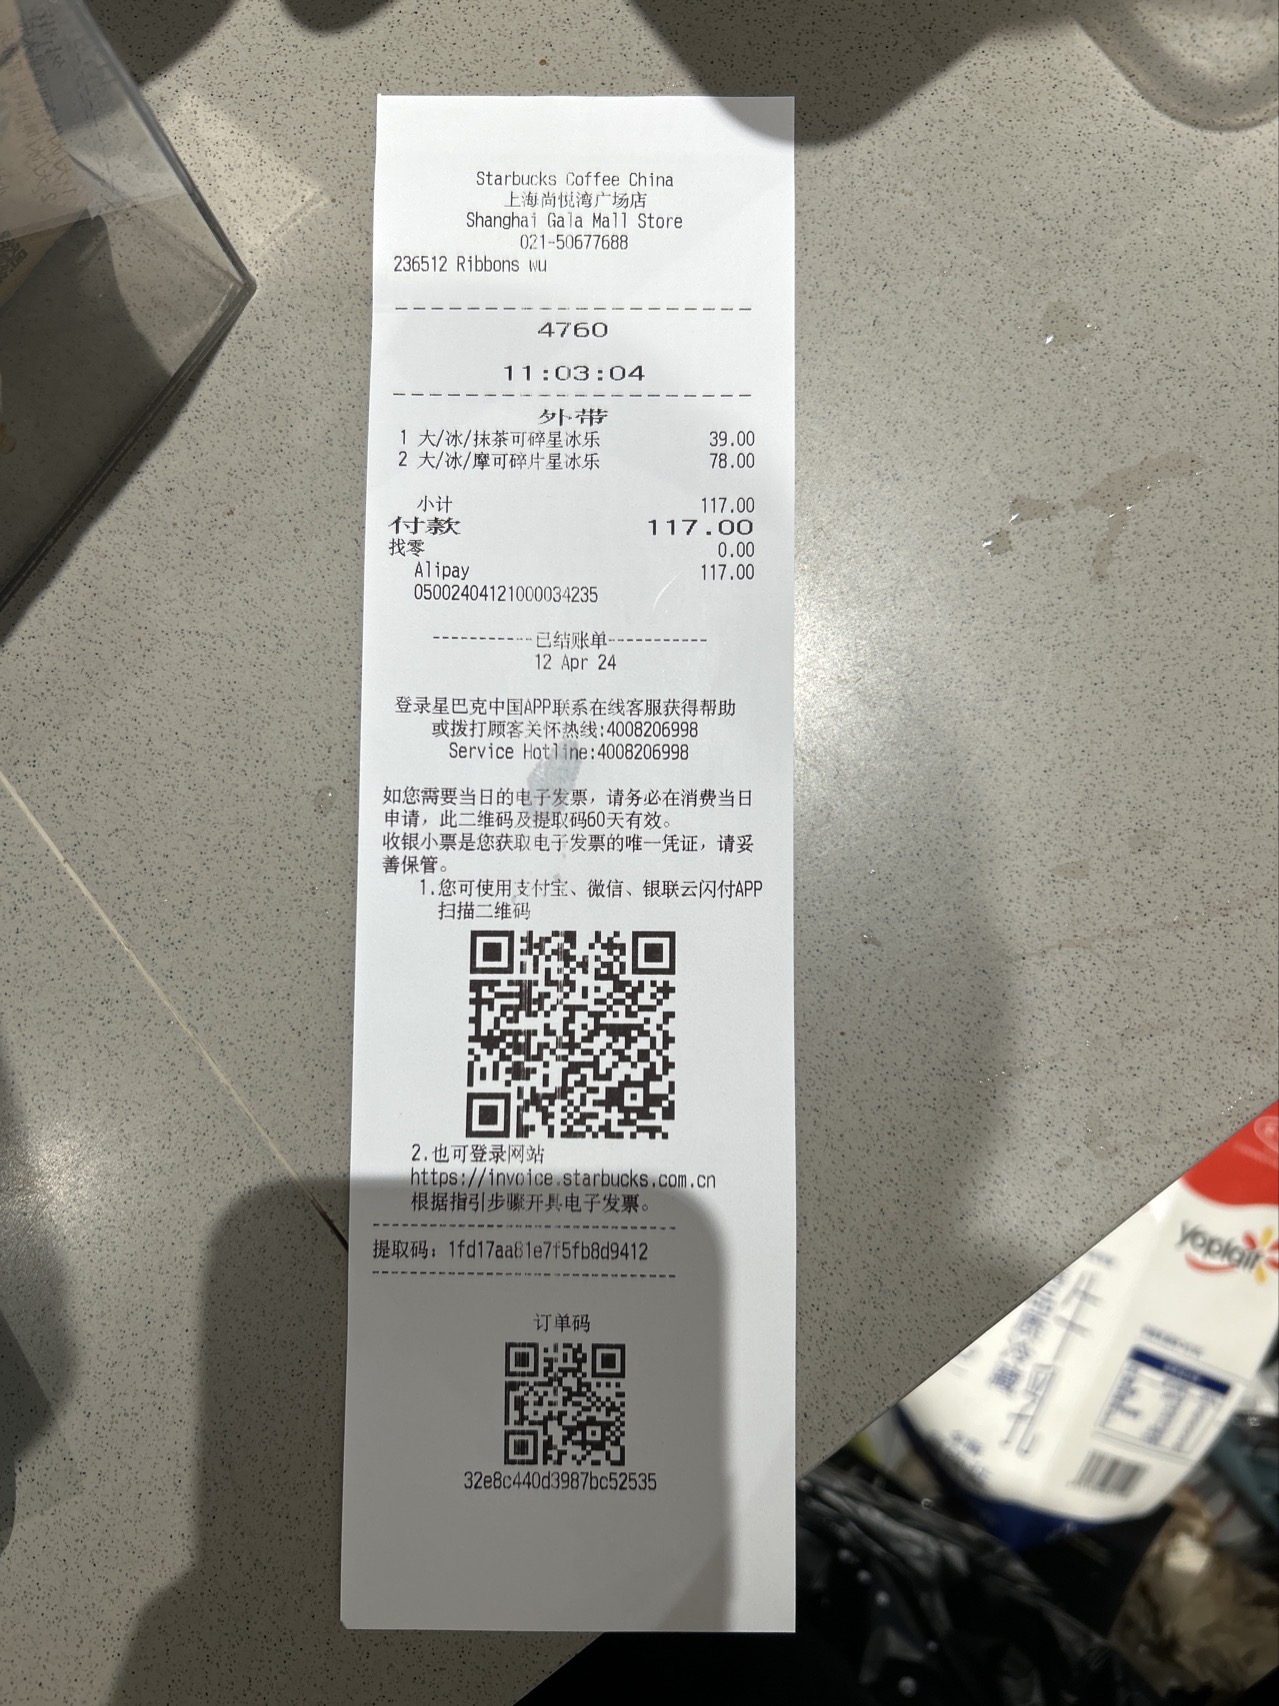 Starbucks Coffee China
上海尚悦湾广场店
Shanghai Gala Mall Store
021-50677688
236512 Ribbons wu
4760
11:03:04
外带
1 大/冰/抹茶可碎星冰乐 39.00
2 大/冰/摩可碎片星冰乐 78.00
小计 117.00
付款 117.00
找零 0.00
Alipay 117.00
05002404121000034235
-----------已结账单-----------
12 Apr 24
登录星巴克中国APP联系在线客服获得帮助
或拨打顾客关怀热线:4008206998
Service Hotline:4008206998
如您需要当日的电子发票，请务必在消费当日
申请，此二维码及提取码60天有效。
收银小票是您获取电子发票的唯一凭证，请妥
善保管。
1.您可使用支付宝、微信、银联云闪付APP
扫描二维码
2.也可登录网站
https://invoice.starbucks.com.cn
根据指引步骤开具电子发票。
提取码：1fd17aa81e7f5fb8d9412
订单码
32e8c440d3987bc52535
yoplait